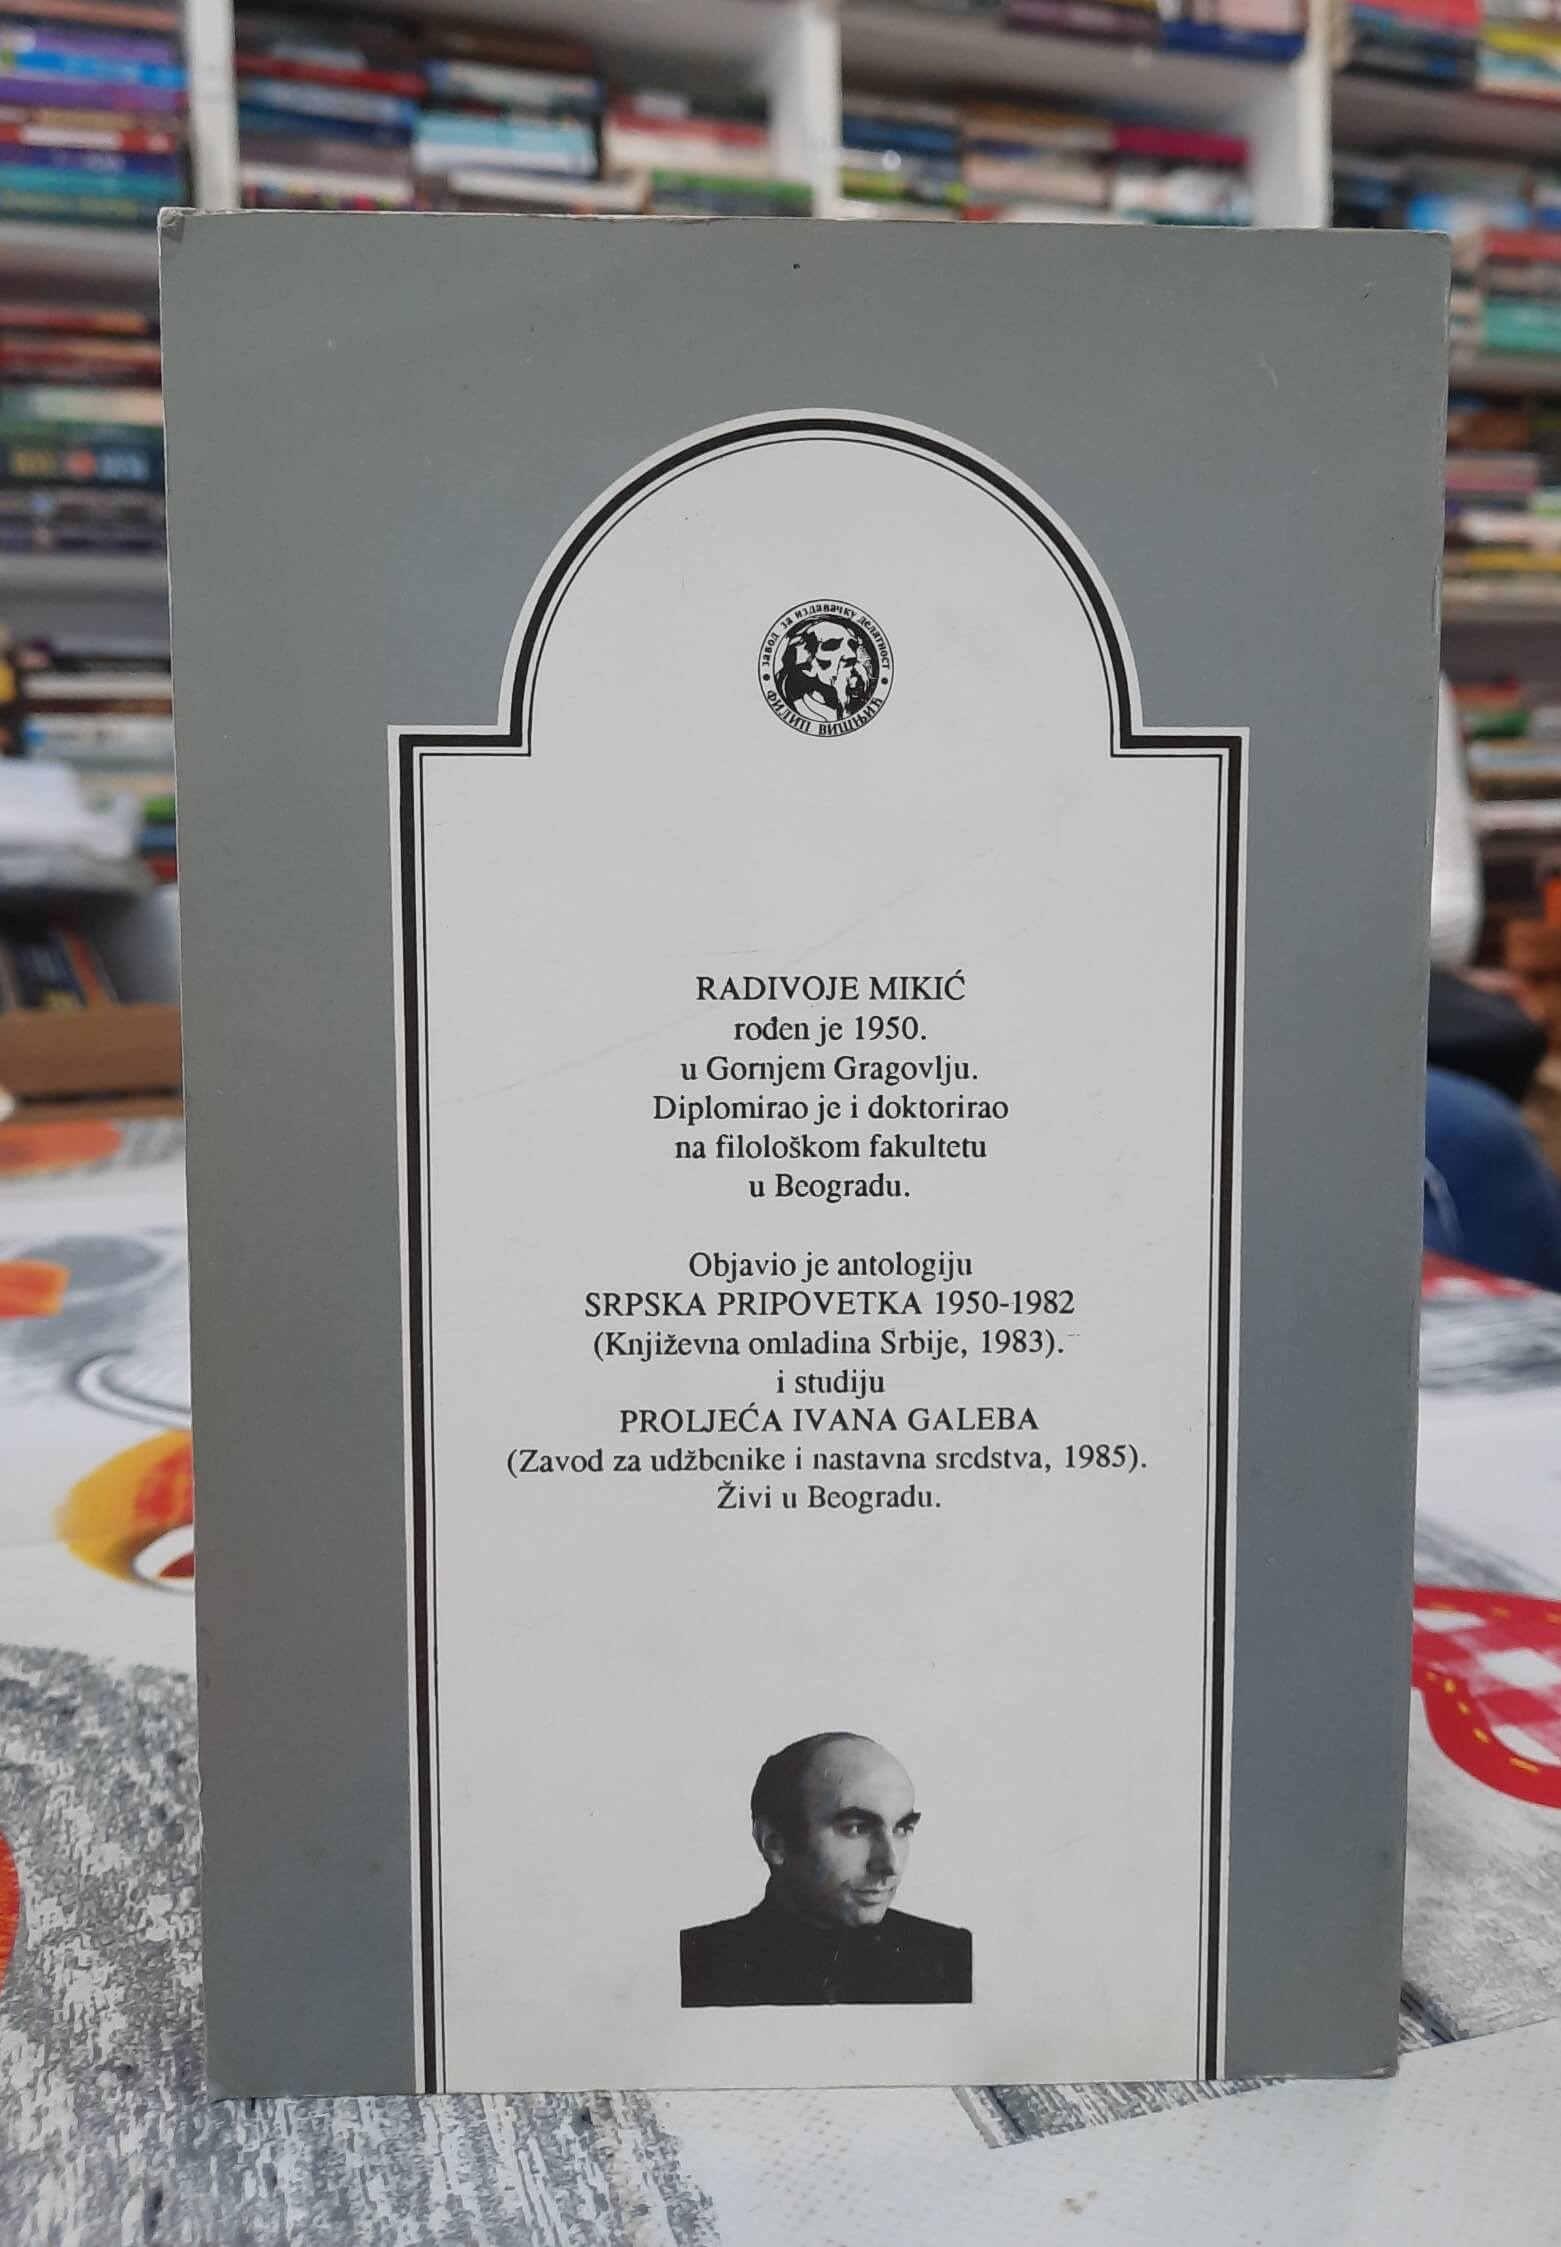 завод за издавачку делатност
ФИЛИП ВИШЊИЋ
RADIVOJE MIKIĆ
rođen je 1950.
u Gornjem Gragovlju.
Diplomirao je i doktorirao
na filološkom fakultetu
u Beogradu.
Objavio je antologiju
SRPSKA PRIPOVETKA 1950-1982
(Književna omladina Srbije, 1983).
i studiju
PROLJEĆA IVANA GALEBA
(Zavod za udžbenike i nastavna sredstva, 1985).
Živi u Beogradu.